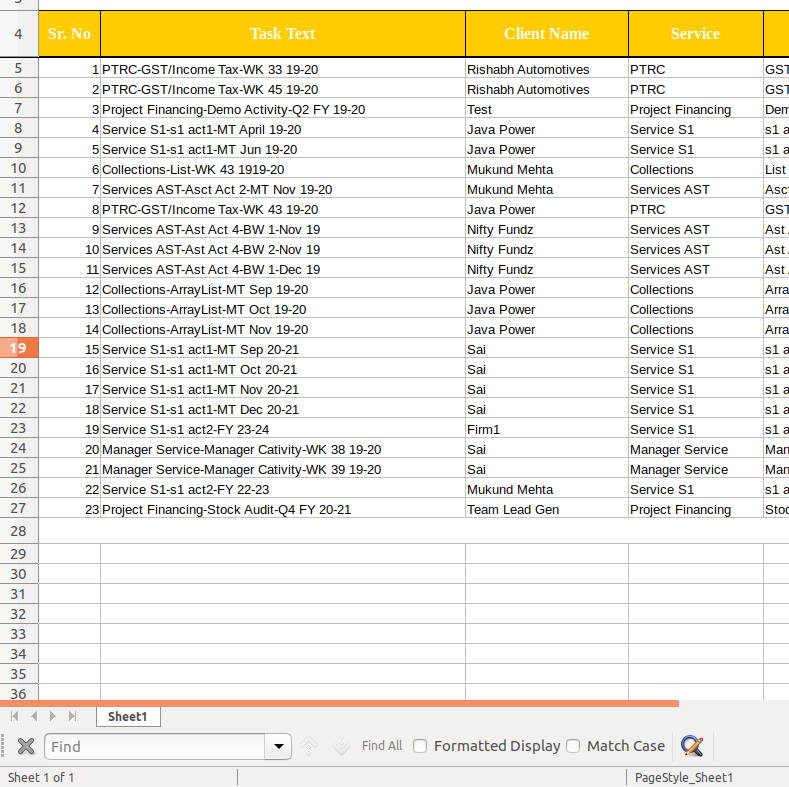 3
4 Sr. No Task Text Client Name Service
5 1 PTRC-GST/Income Tax-WK 33 19-20 Rishabh Automotives PTRC GST
6 2 PTRC-GST/Income Tax-WK 45 19-20 Rishabh Automotives PTRC GST
7 3 Project Financing-Demo Activity-Q2 FY 19-20 Test Project Financing Dem
8 4 Service S1-s1 act1-MT April 19-20 Java Power Service S1 s1 a
9 5 Service S1-s1 act1-MT Jun 19-20 Java Power Service S1 s1 a
10 6 Collections-List-WK 43 1919-20 Mukund Mehta Collections List
11 7 Services AST-Asct Act 2-MT Nov 19-20 Mukund Mehta Services AST Asc
12 8 PTRC-GST/Income Tax-WK 43 19-20 Java Power PTRC GST
13 9 Services AST-Ast Act 4-BW 1-Nov 19 Nifty Fundz Services AST Ast
14 10 Services AST-Ast Act 4-BW 2-Nov 19 Nifty Fundz Services AST Ast
15 11 Services AST-Ast Act 4-BW 1-Dec 19 Nifty Fundz Services AST Ast
16 12 Collections-ArrayList-MT Sep 19-20 Java Power Collections Arra
17 13 Collections-ArrayList-MT Oct 19-20 Java Power Collections Arra
18 14 Collections-ArrayList-MT Nov 19-20 Java Power Collections Arra
19 15 Service S1-s1 act1-MT Sep 20-21 Sai Service S1 s1 a
20 16 Service S1-s1 act1-MT Oct 20-21 Sai Service S1 s1 a
21 17 Service S1-s1 act1-MT Nov 20-21 Sai Service S1 s1 a
22 18 Service S1-s1 act1-MT Dec 20-21 Sai Service S1 s1 a
23 19 Service S1-s1 act2-FY 23-24 Firm1 Service S1 s1 a
24 20 Manager Service-Manager Cativity-WK 38 19-20 Sai Manager Service Man
25 21 Manager Service-Manager Cativity-WK 39 19-20 Sai Manager Service Man
26 22 Service S1-s1 act2-FY 22-23 Mukund Mehta Service S1 s1 a
27 23 Project Financing-Stock Audit-Q4 FY 20-21 Team Lead Gen Project Financing Stoc
28
29
30
31
32
33
34
35
36
Sheet1
Find Find All Formatted Display Match Case
Sheet 1 of 1 PageStyle_Sheet1